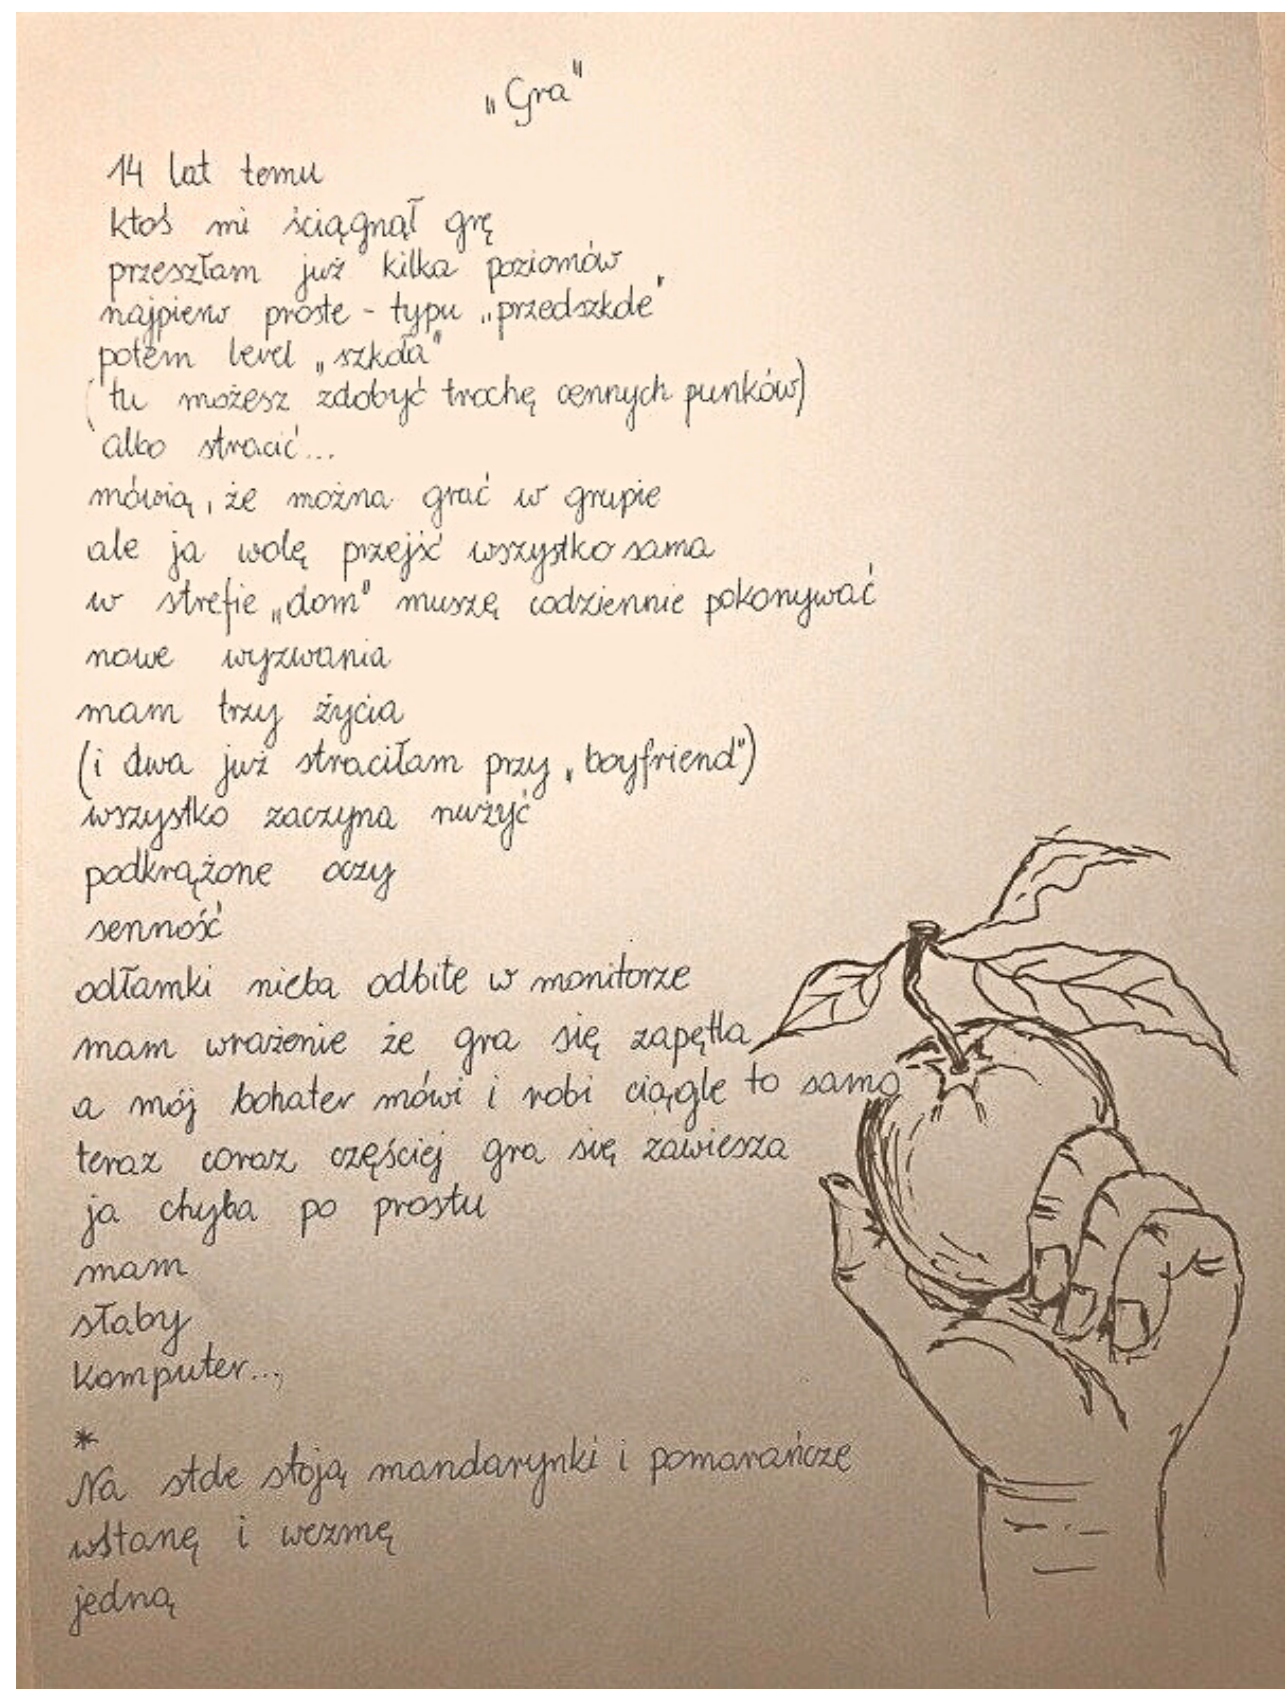 „Gra"
14 lat temu
ktoś mi ściągnął grę
przeszłam już kilka poziomów
najpierw proste - typu „przedszkole"
potem level „szkoła"
(tu możesz zdobyć trochę cennych punków)
albo stracić...
mówią, że można grać w grupie
ale ja wolę przejść wszystko sama
w strefie „dom" muszę codziennie pokonywać
nowe wyzwania
mam trzy życia
(i dwa już straciłam przy „boyfriend")
wszystko zaczyna nużyć
podkrążone oczy
senność
odłamki nieba odbite w monitorze
mam wrażenie że gra się zapętla
a mój bohater mówi i robi ciągle to samo
teraz coraz częściej gra się zawiesza
ja chyba po prostu
mam
słaby
komputer...
*
Na stole stoją mandarynki i pomarańcze
wstanę i wezmę
jedną